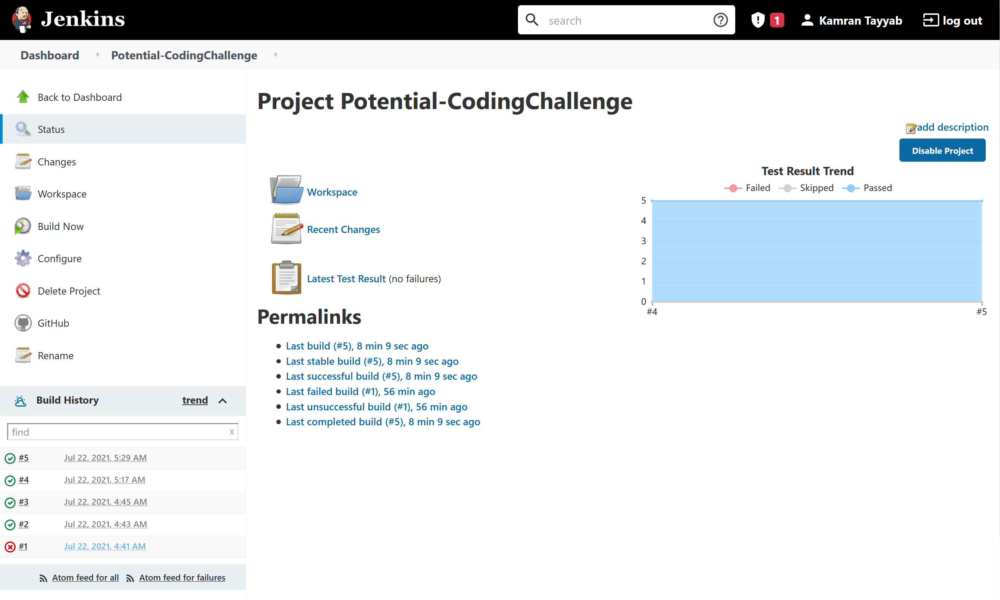 Jenkins
search
1
Kamran Tayyab
log out
Dashboard
Potential-CodingChallenge
Back to Dashboard
Status
Changes
Workspace
Build Now
Configure
Delete Project
GitHub
Rename
Build History
trend
find
x
#5 Jul 22, 2021, 5:29 AM
#4 Jul 22, 2021, 5:17 AM
#3 Jul 22, 2021, 4:45 AM
#2 Jul 22, 2021, 4:43 AM
#1 Jul 22, 2021, 4:41 AM
Atom feed for all
Atom feed for failures
Project Potential-CodingChallenge
add description
Disable Project
Workspace
Recent Changes
Latest Test Result (no failures)
Test Result Trend
Failed Skipped Passed
5
4
3
2
1
0
#4 #5
Permalinks
Last build (#5), 8 min 9 sec ago
Last stable build (#5), 8 min 9 sec ago
Last successful build (#5), 8 min 9 sec ago
Last failed build (#1), 56 min ago
Last unsuccessful build (#1), 56 min ago
Last completed build (#5), 8 min 9 sec ago